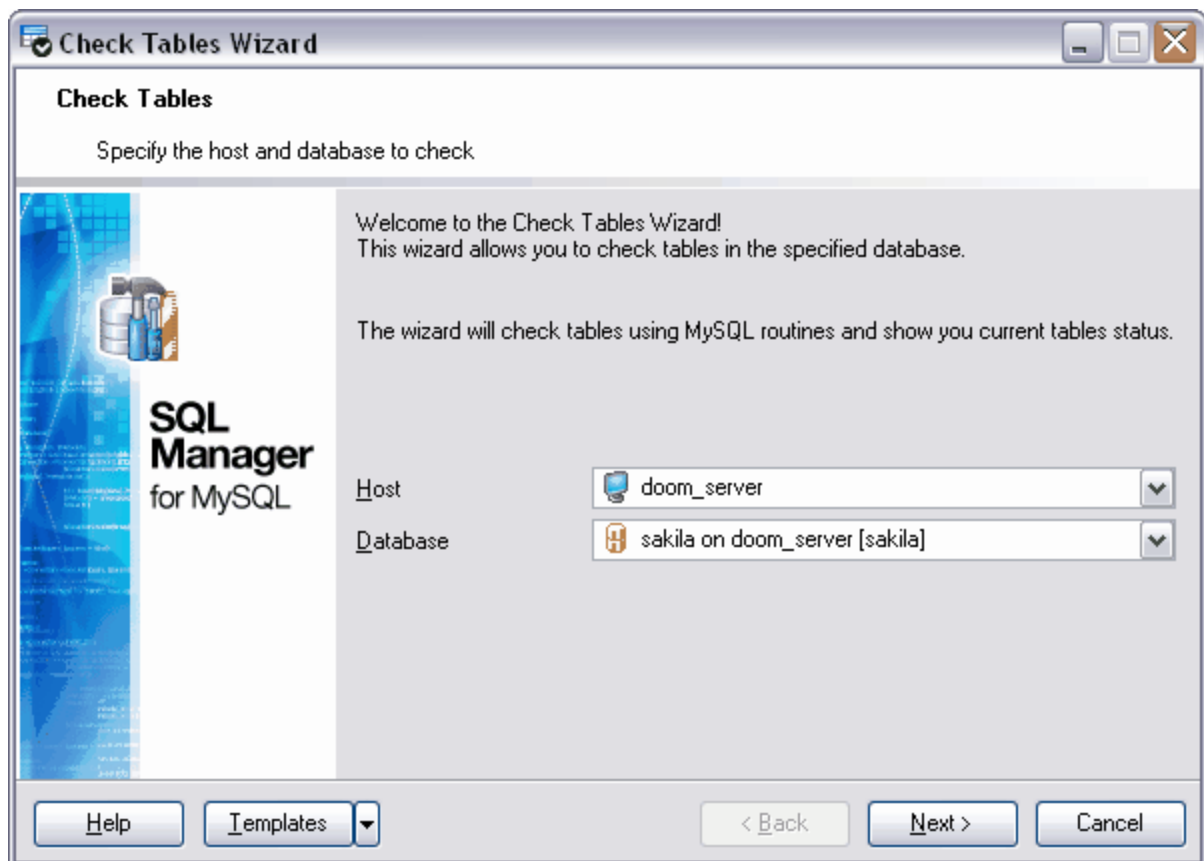 Check Tables Wizard
Check Tables
Specify the host and database to check
Welcome to the Check Tables Wizard!
This wizard allows you to check tables in the specified database.
The wizard will check tables using MySQL routines and show you current tables status.
SQL
Manager
for MySQL
Host
doom_server
Database
sakila on doom_server [sakila]
Help
Templates
< Back
Next >
Cancel